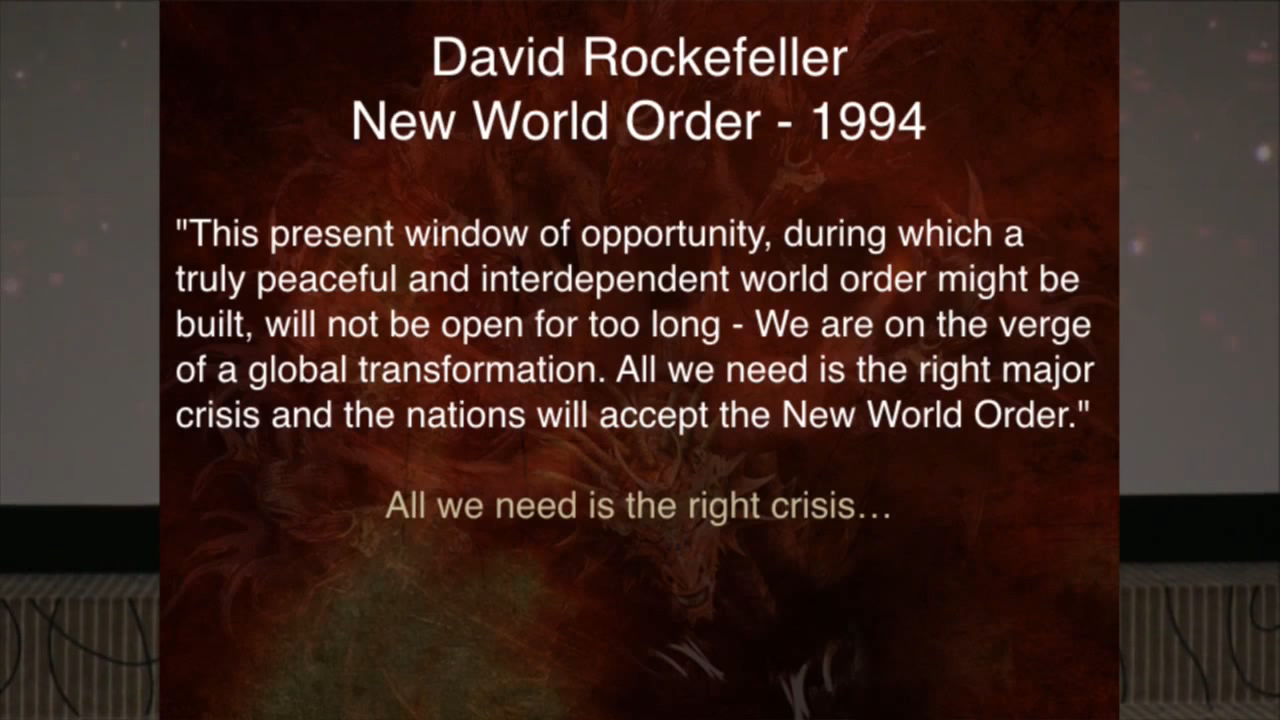 David Rockefeller
New World Order - 1994
"This present window of opportunity, during which a
truly peaceful and interdependent world order might be
built, will not be open for too long - We are on the verge
of a global transformation. All we need is the right major
crisis and the nations will accept the New World Order."
All we need is the right crisis…